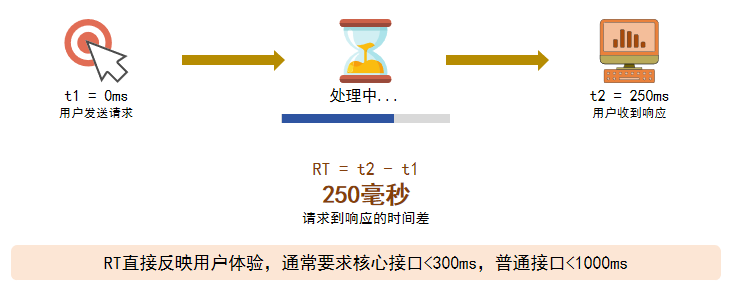 t1 = 0ms
用户发送请求
处理中...
t2 = 250ms
用户收到响应
RT = t2 - t1
250毫秒
请求到响应的时间差
RT直接反映用户体验，通常要求核心接口<300ms，普通接口<1000ms